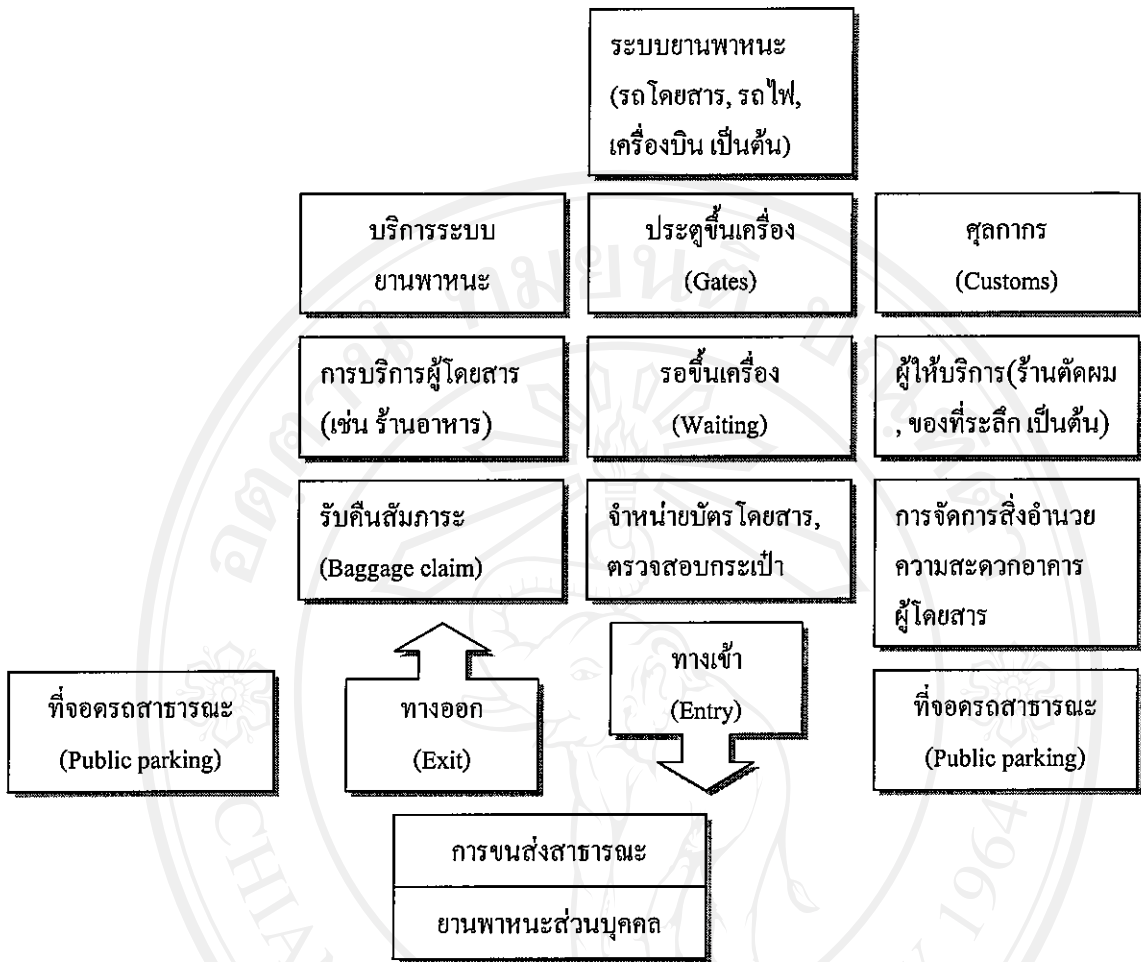 ระบบยานพาหนะ
(รถโดยสาร, รถไฟ,
เครื่องบิน เป็นต้น)
บริการระบบ
ยานพาหนะ
ประตูขึ้นเครื่อง
(Gates)
ศุลกากร
(Customs)
การบริการผู้โดยสาร
(เช่น ร้านอาหาร)
รอขึ้นเครื่อง
(Waiting)
ผู้ให้บริการ(ร้านตัดผม
, ของที่ระลึก เป็นต้น)
รับคืนสัมภาระ
(Baggage claim)
จำหน่ายบัตรโดยสาร,
ตรวจสอบกระเป๋า
การจัดการสิ่งอำนวย
ความสะดวกอาคาร
ผู้โดยสาร
ที่จอดรถสาธารณะ
(Public parking)
ทางออก
(Exit)
ทางเข้า
(Entry)
ที่จอดรถสาธารณะ
(Public parking)
การขนส่งสาธารณะ
ยานพาหนะส่วนบุคคล
1964